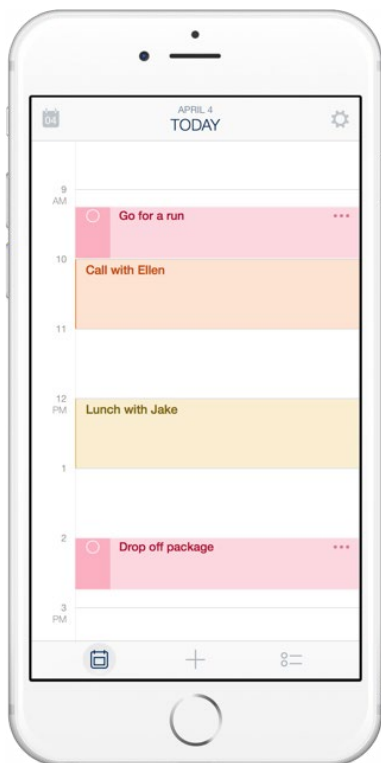 04
APRIL 4
TODAY
9
AM
Go for a run
10
Call with Ellen
11
12
PM
Lunch with Jake
1
2
Drop off package
3
PM